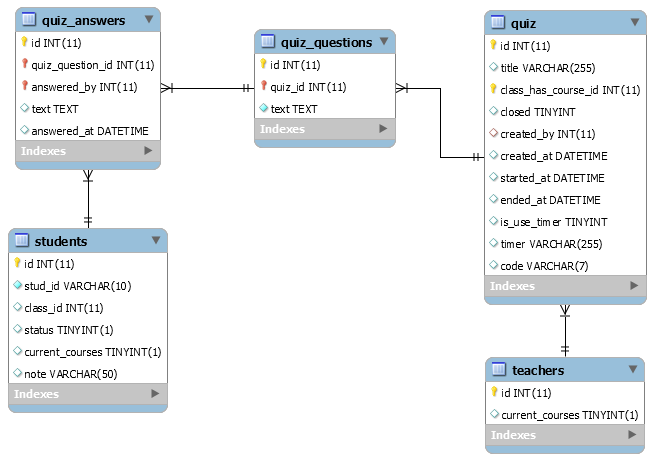 quiz_answers
id INT(11)
quiz_question_id INT(11)
answered_by INT(11)
text TEXT
answered_at DATETIME
Indexes
quiz_questions
id INT(11)
quiz_id INT(11)
text TEXT
Indexes
quiz
id INT(11)
title VARCHAR(255)
class_has_course_id INT(11)
closed TINYINT
created_by INT(11)
created_at DATETIME
started_at DATETIME
ended_at DATETIME
is_use_timer TINYINT
timer VARCHAR(255)
code VARCHAR(7)
Indexes
students
id INT(11)
stud_id VARCHAR(10)
class_id INT(11)
status TINYINT(1)
current_courses TINYINT(1)
note VARCHAR(50)
Indexes
teachers
id INT(11)
current_courses TINYINT(1)
Indexes